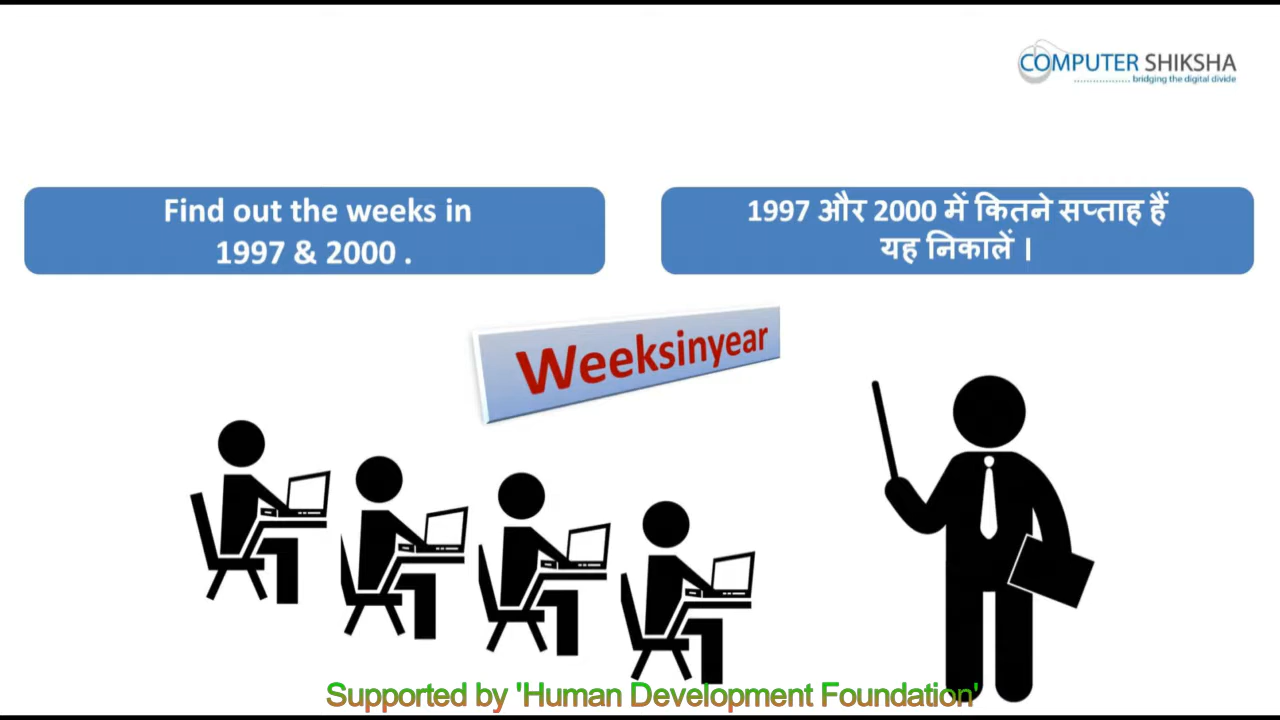 COMPUTER SHIKSHA
.................. bridging the digital divide
Find out the weeks in
1997 & 2000 .
1997 और 2000 में कितने सप्ताह हैं
यह निकालें ।
Weeksinyear
Supported by 'Human Development Foundation'